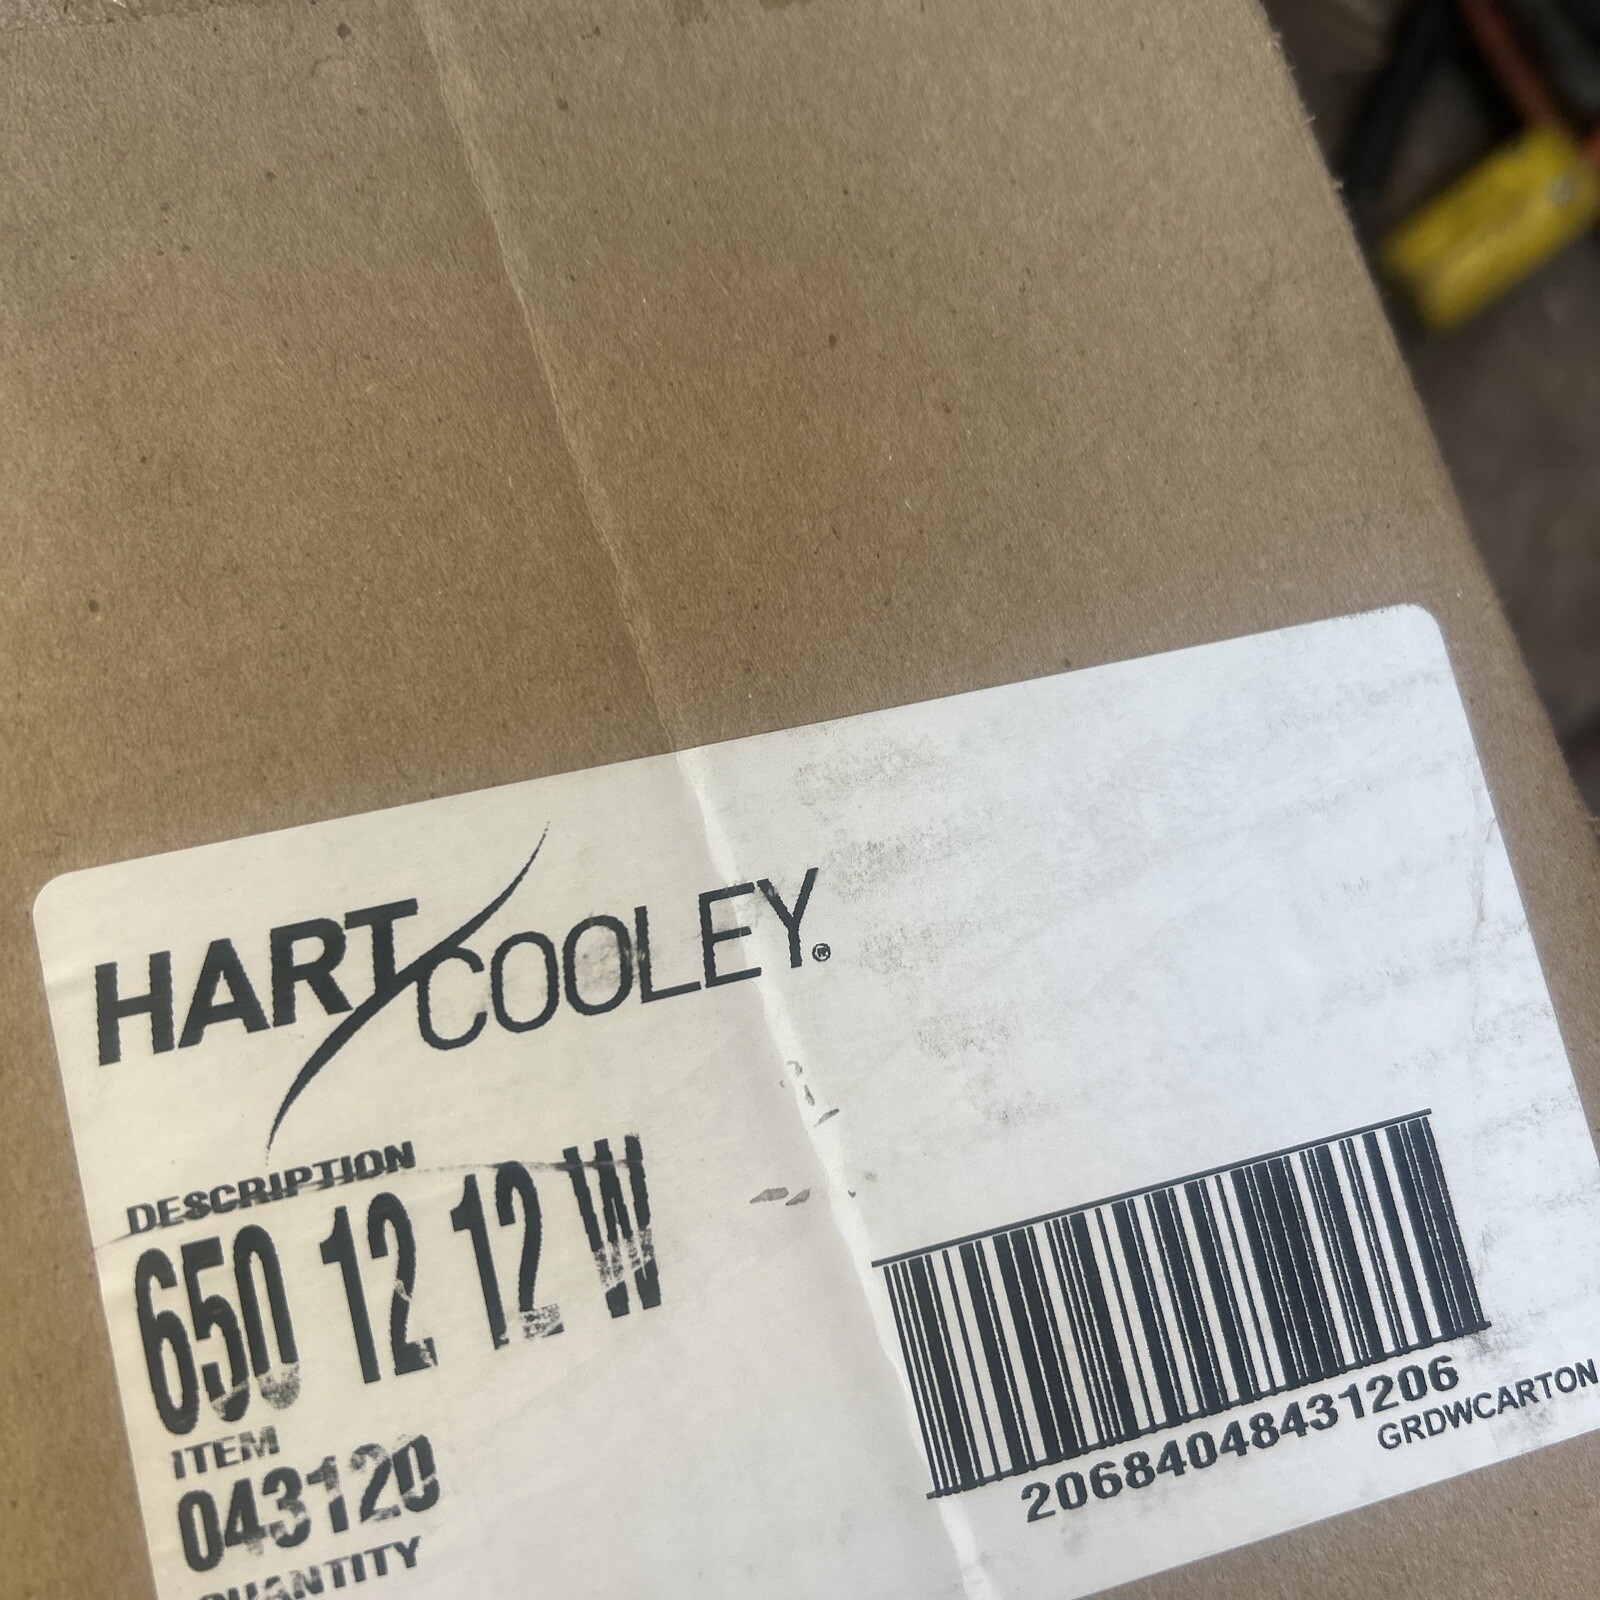 HART COOLEY®
DESCRIPTION
650 12 12 W
ITEM
043120
QUANTITY
20684048431206
GRDWCARTON